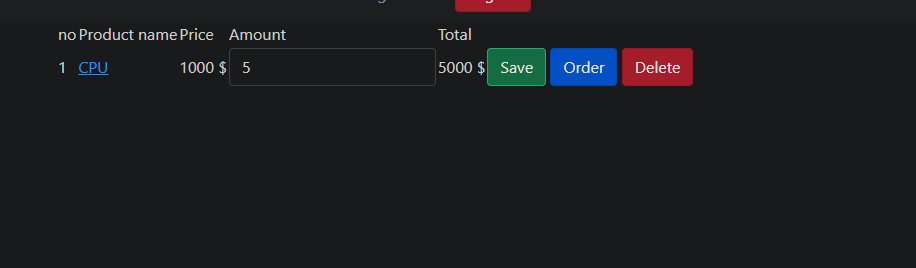 no Product name Price Amount Total
1 CPU 1000 $ 5 5000 $ Save Order Delete